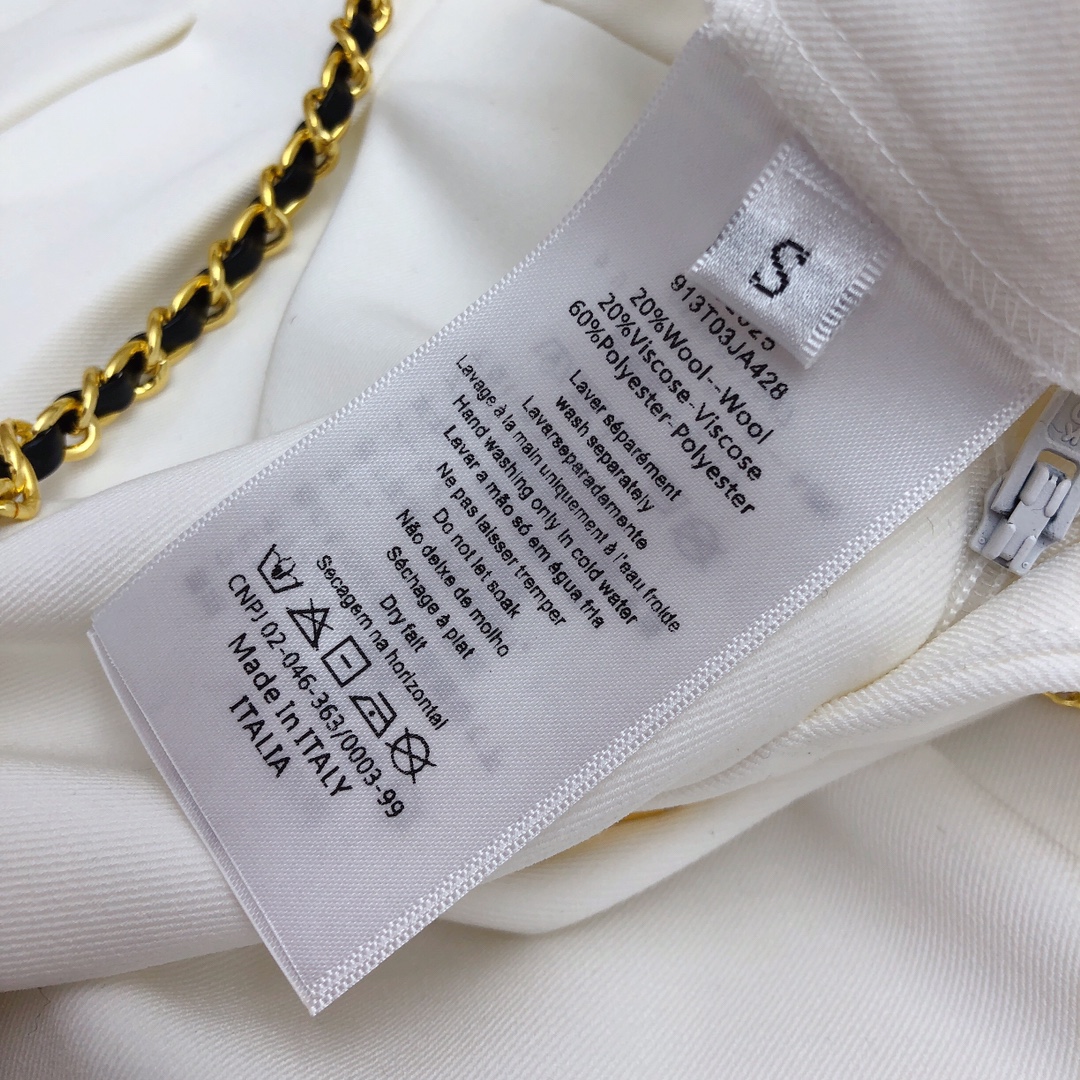 S
913T03JA428
20%Wool--Wool
20%Viscose-Viscose
60%Polyester-Polyester
Laver séparément
wash separately
Laverseparadamente
Lavage à la main uniquement à l'eau froide
Hand washing only in cold water
Lavar a mão só em água fria
Ne pas laisser tremper
Do not let soak
Não deixe de molho
Séchage à plat
Dry falt
Secagem na horizontal
CNPJ 02-046-363/0003-99
Made in ITALY
ITALIA